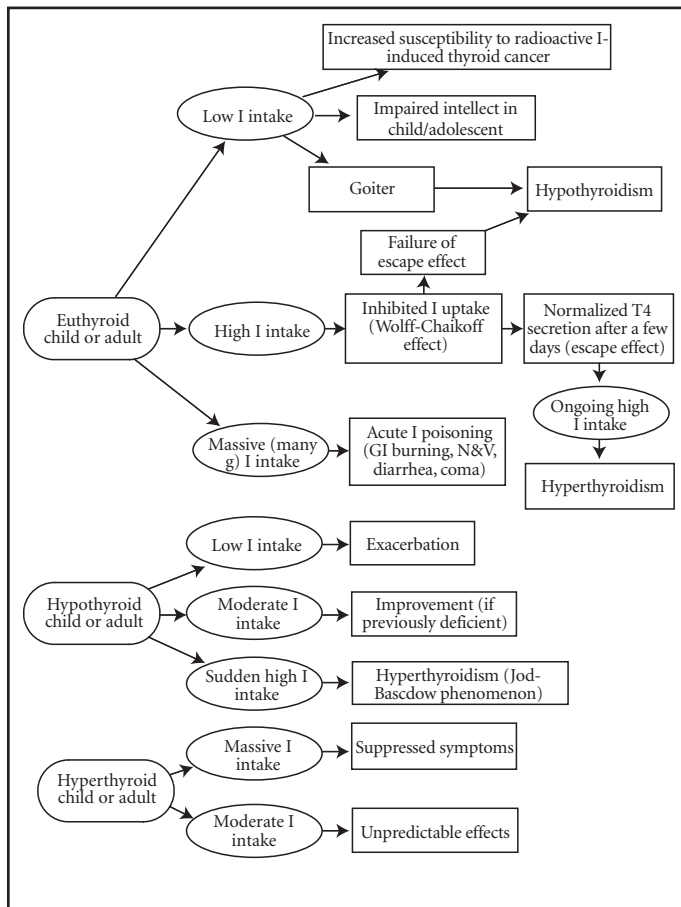 Increased susceptibility to radioactive I-
induced thyroid cancer
Low I intake
Impaired intellect in
child/adolescent
Goiter
Hypothyroidism
Failure of
escape effect
Euthyroid
child or adult
High I intake
Inhibited I uptake
(Wolff-Chaikoff
effect)
Normalized T4
secretion after a few
days (escape effect)
Ongoing high
I intake
Massive (many
g) I intake
Acute I poisoning
(GI burning, N&V,
diarrhea, coma)
Hyperthyroidism
Low I intake
Exacerbation
Hypothyroid
child or adult
Moderate I
intake
Improvement (if
previously deficient)
Sudden high I
intake
Hyperthyroidism (Jod-
Bascdow phenomenon)
Massive I
intake
Suppressed symptoms
Hyperthyroid
child or adult
Moderate I
intake
Unpredictable effects